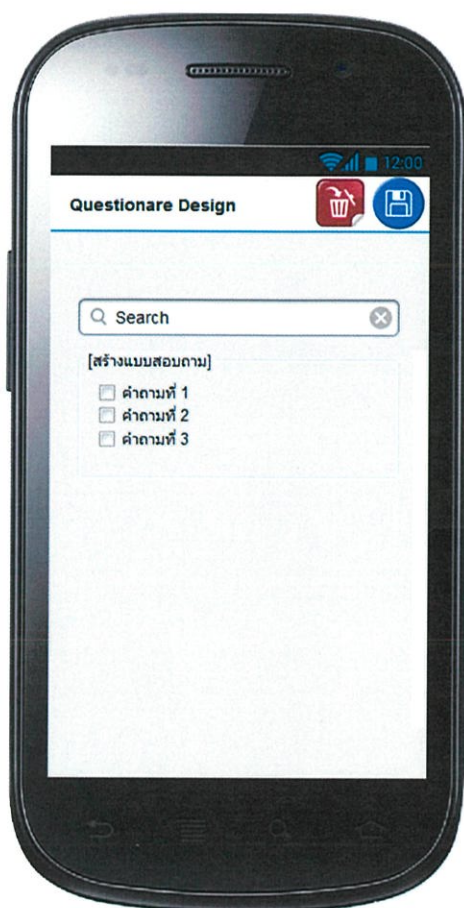 12:00
Questionare Design
Search
[สร้างแบบสอบถาม]
คำถามที่ 1
คำถามที่ 2
คำถามที่ 3